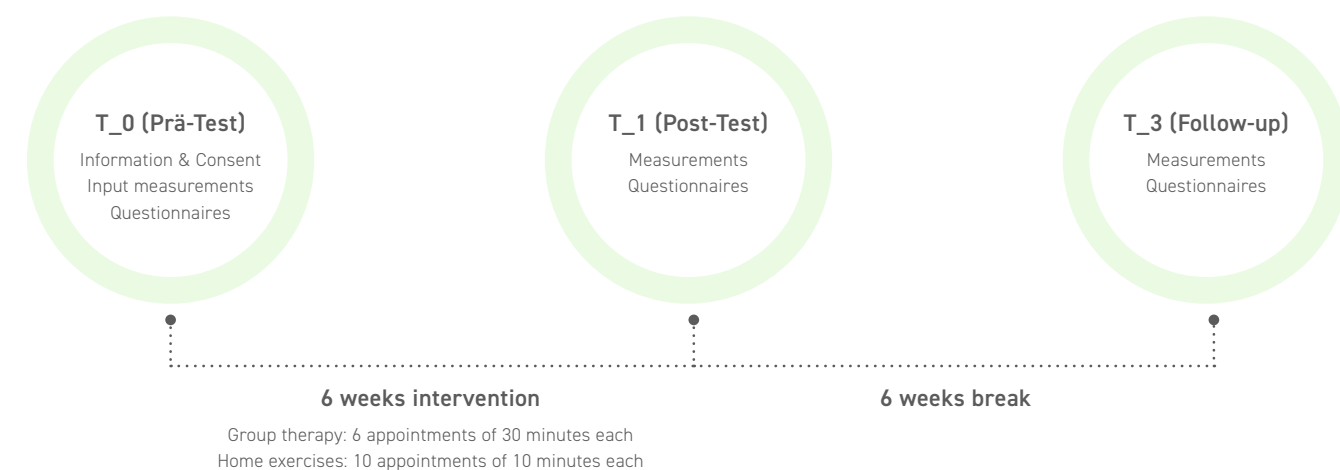 T_0 (Prä-Test)
Information & Consent
Input measurements
Questionnaires
T_1 (Post-Test)
Measurements
Questionnaires
T_3 (Follow-up)
Measurements
Questionnaires
6 weeks intervention
Group therapy: 6 appointments of 30 minutes each
Home exercises: 10 appointments of 10 minutes each
6 weeks break